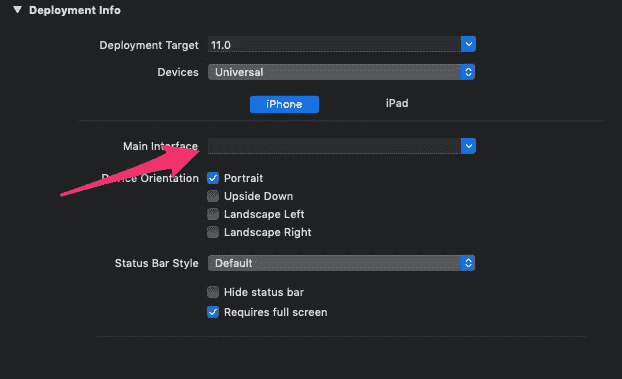 Deployment Info
Deployment Target 11.0
Devices Universal
iPhone iPad
Main Interface
Device Orientation Portrait
Upside Down
Landscape Left
Landscape Right
Status Bar Style Default
Hide status bar
Requires full screen